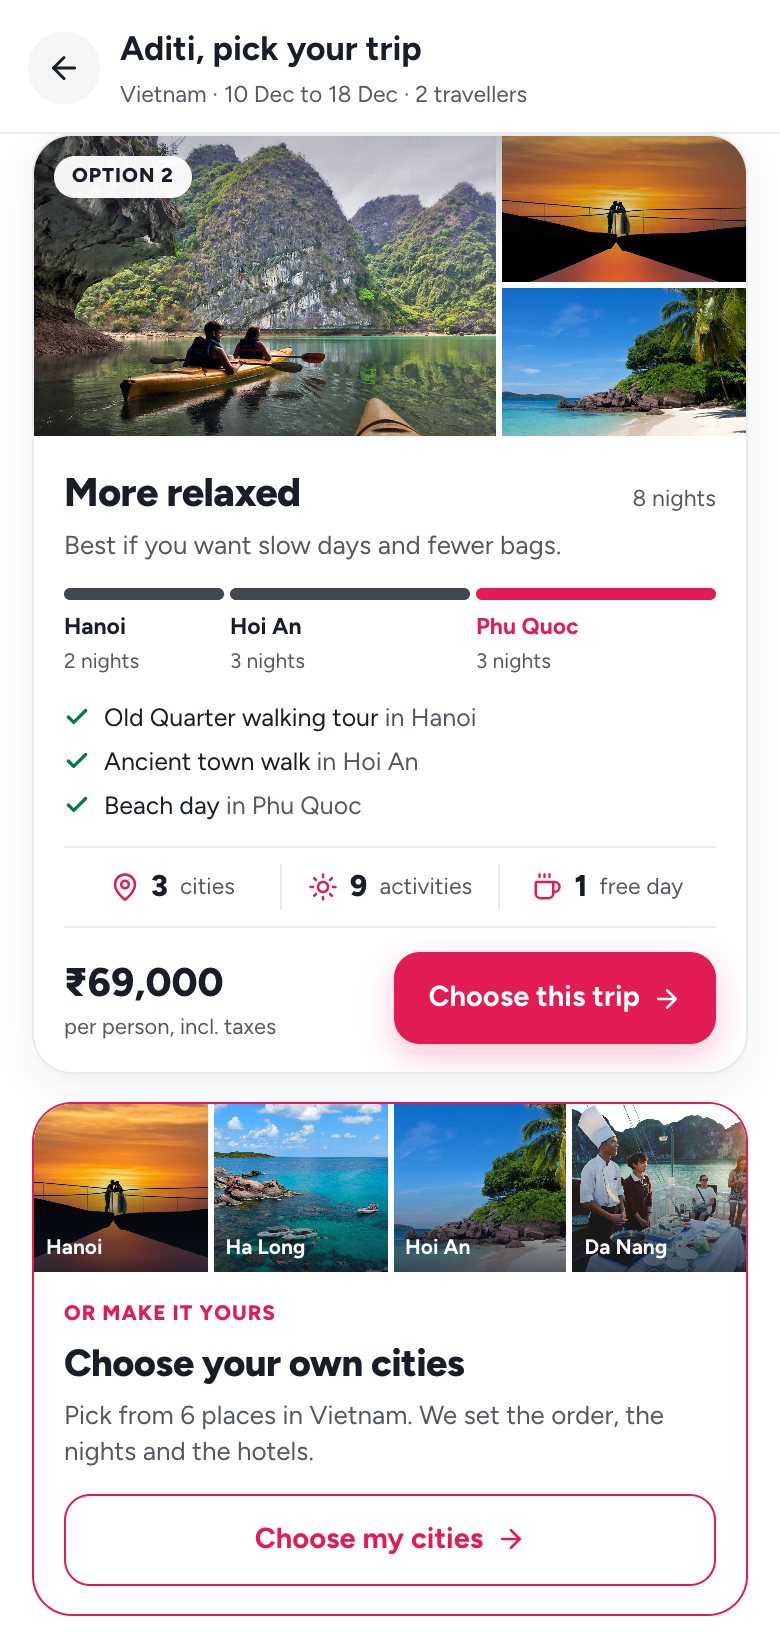 Aditi, pick your trip
Vietnam · 10 Dec to 18 Dec · 2 travellers
OPTION 2
More relaxed
8 nights
Best if you want slow days and fewer bags.
Hanoi
Hoi An
Phu Quoc
2 nights
3 nights
3 nights
Old Quarter walking tour in Hanoi
Ancient town walk in Hoi An
Beach day in Phu Quoc
3 cities
9 activities
1 free day
₹69,000
per person, incl. taxes
Choose this trip
Hanoi
Ha Long
Hoi An
Da Nang
OR MAKE IT YOURS
Choose your own cities
Pick from 6 places in Vietnam. We set the order, the
nights and the hotels.
Choose my cities